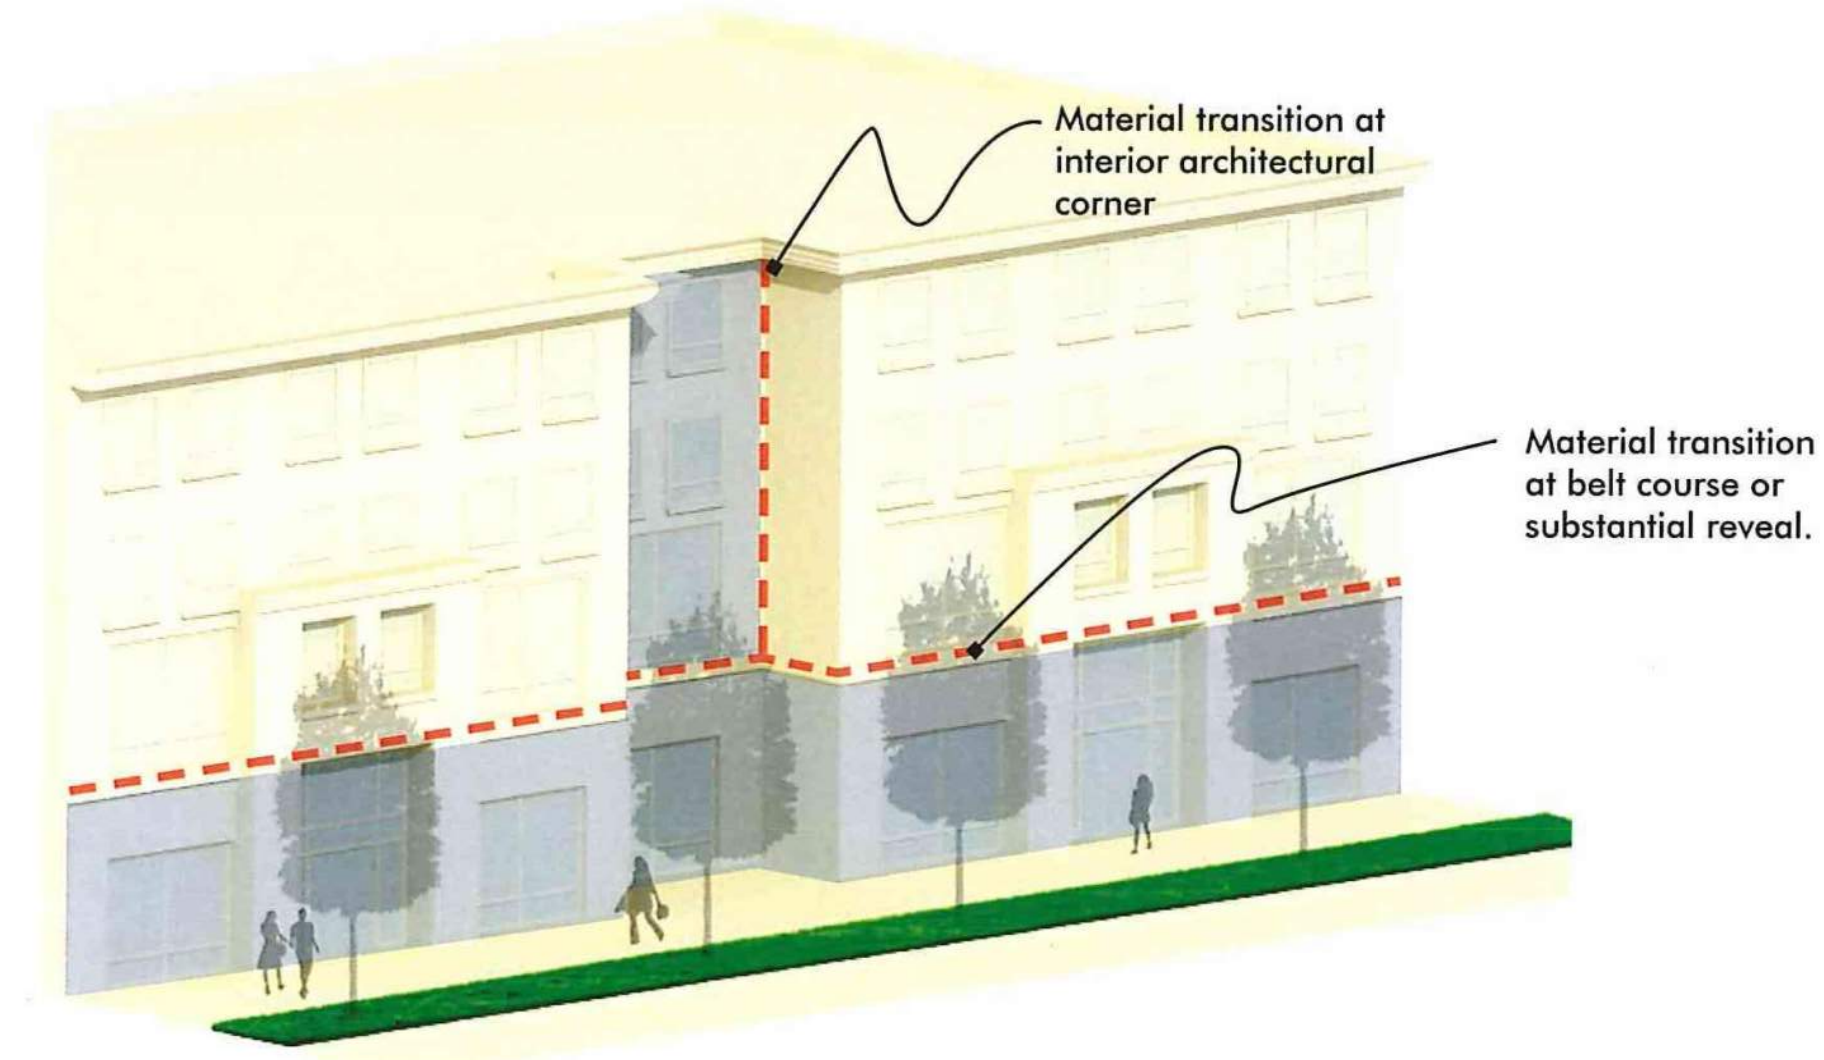 Material transition at
interior architectural
corner
Material transition
at belt course or
substantial reveal.